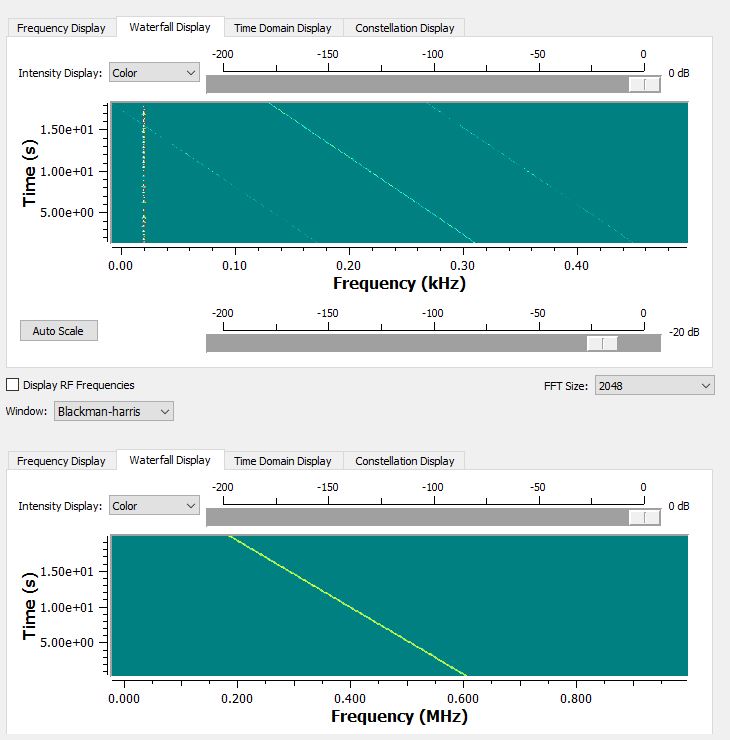 Frequency Display Waterfall Display Time Domain Display Constellation Display
-200 -150 -100 -50 0
Intensity Display: Color 0 dB
1.50e+01
1.00e+01
5.00e+00
Time (s)
0.00 0.10 0.20 0.30 0.40
Frequency (kHz)
-200 -150 -100 -50 0
Auto Scale -20 dB
Display RF Frequencies FFT Size: 2048
Window: Blackman-harris
Frequency Display Waterfall Display Time Domain Display Constellation Display
-200 -150 -100 -50 0
Intensity Display: Color 0 dB
1.50e+01
1.00e+01
5.00e+00
Time (s)
0.000 0.200 0.400 0.600 0.800
Frequency (MHz)